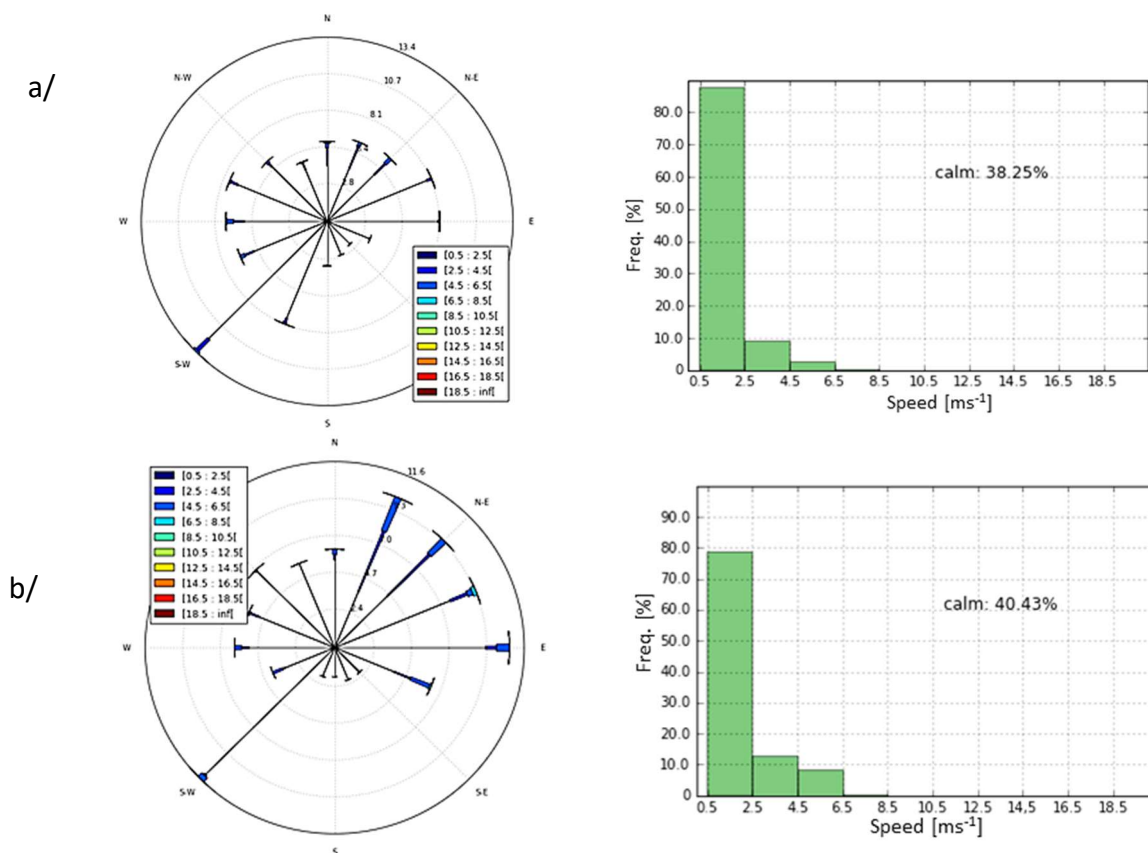 a/
N
N-E
E
S
S-W
W
N-W
2.8
8.1
10.7
13.4
[0.5 : 2.5[
[2.5 : 4.5[
[4.5 : 6.5[
[6.5 : 8.5[
[8.5 : 10.5[
[10.5 : 12.5[
[12.5 : 14.5[
[14.5 : 16.5[
[16.5 : 18.5[
[18.5 : inf[
Freq. [%]
80.0
70.0
60.0
50.0
40.0
30.0
20.0
10.0
0
calm: 38.25%
0.5 2.5 4.5 6.5 8.5 10.5 12.5 14.5 16.5 18.5
Speed [ms-1]
b/
N
N-E
E
S-E
S
S-W
W
4.7
11.6
[0.5 : 2.5[
[2.5 : 4.5[
[4.5 : 6.5[
[6.5 : 8.5[
[8.5 : 10.5[
[10.5 : 12.5[
[12.5 : 14.5[
[14.5 : 16.5[
[16.5 : 18.5[
[18.5 : inf[
Freq. [%]
90.0
80.0
70.0
60.0
50.0
40.0
30.0
20.0
10.0
0
calm: 40.43%
0.5 2.5 4.5 6.5 8.5 10.5 12.5 14,5 16.5 18.5
Speed [ms-1]